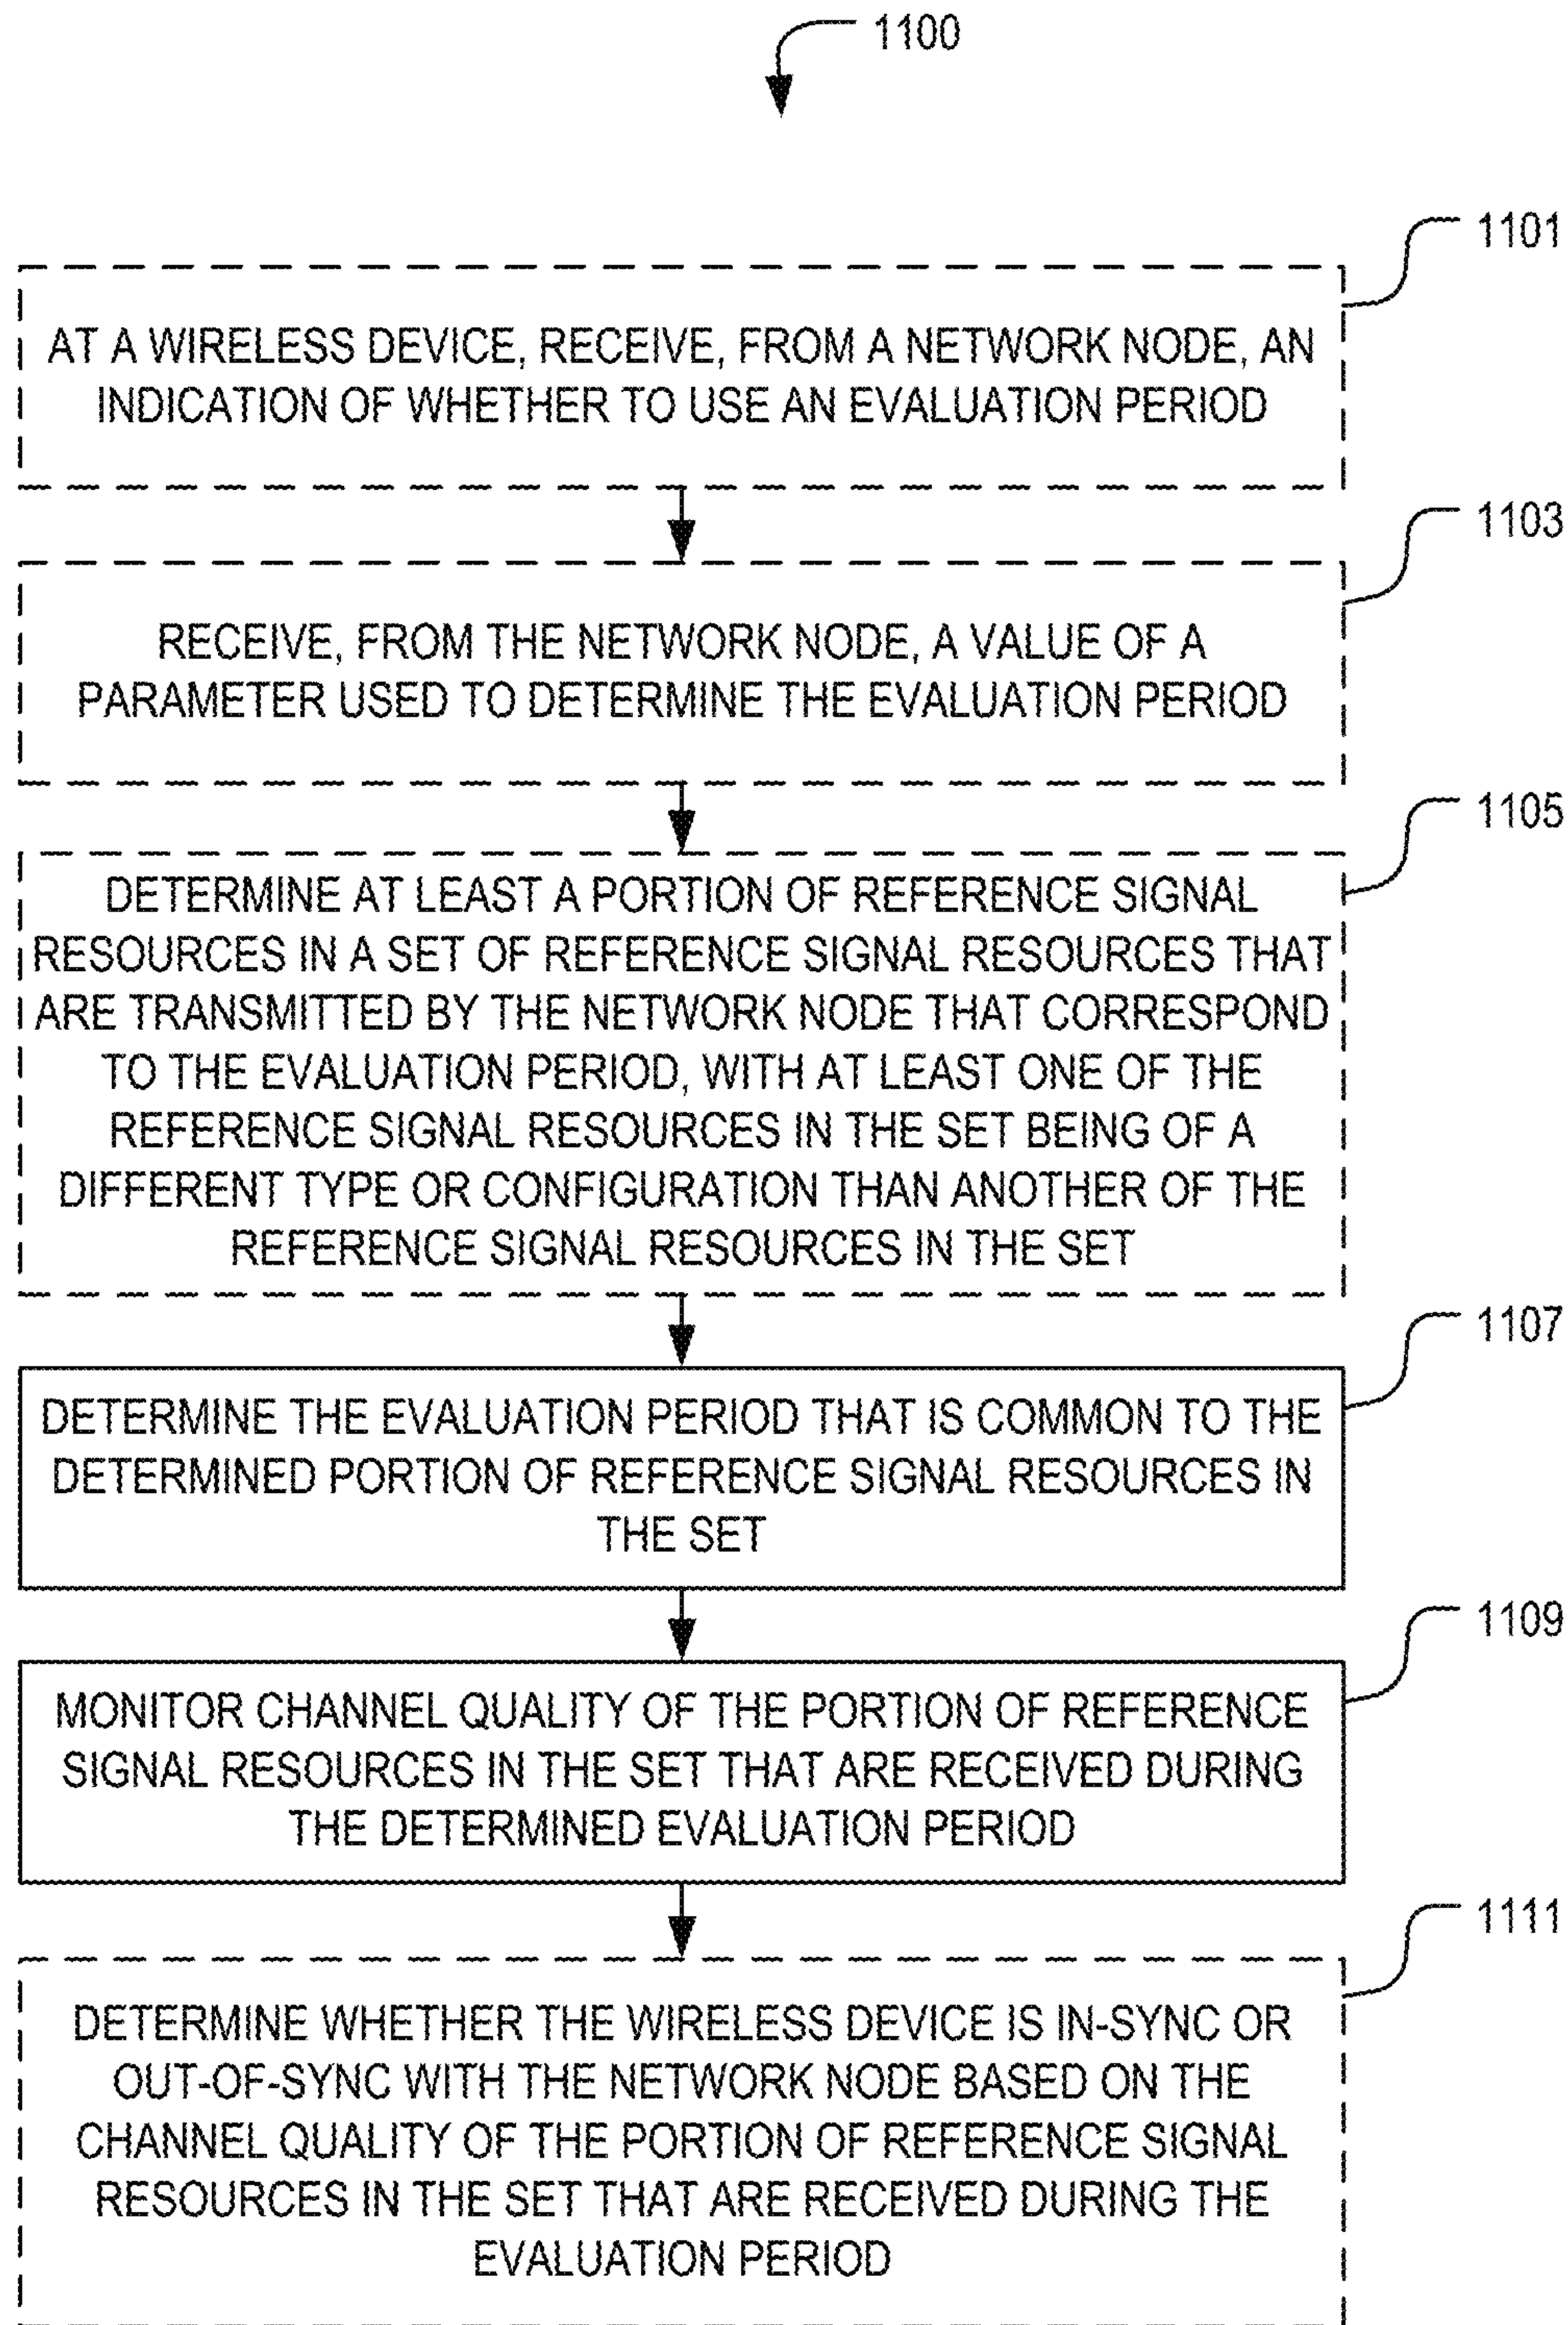 1100
1101
AT A WIRELESS DEVICE, RECEIVE, FROM A NETWORK NODE, AN
INDICATION OF WHETHER TO USE AN EVALUATION PERIOD
1103
RECEIVE, FROM THE NETWORK NODE, A VALUE OF A
PARAMETER USED TO DETERMINE THE EVALUATION PERIOD
1105
DETERMINE AT LEAST A PORTION OF REFERENCE SIGNAL
RESOURCES IN A SET OF REFERENCE SIGNAL RESOURCES THAT
ARE TRANSMITTED BY THE NETWORK NODE THAT CORRESPOND
TO THE EVALUATION PERIOD, WITH AT LEAST ONE OF THE
REFERENCE SIGNAL RESOURCES IN THE SET BEING OF A
DIFFERENT TYPE OR CONFIGURATION THAN ANOTHER OF THE
REFERENCE SIGNAL RESOURCES IN THE SET
1107
DETERMINE THE EVALUATION PERIOD THAT IS COMMON TO THE
DETERMINED PORTION OF REFERENCE SIGNAL RESOURCES IN
THE SET
1109
MONITOR CHANNEL QUALITY OF THE PORTION OF REFERENCE
SIGNAL RESOURCES IN THE SET THAT ARE RECEIVED DURING
THE DETERMINED EVALUATION PERIOD
1111
DETERMINE WHETHER THE WIRELESS DEVICE IS IN-SYNC OR
OUT-OF-SYNC WITH THE NETWORK NODE BASED ON THE
CHANNEL QUALITY OF THE PORTION OF REFERENCE SIGNAL
RESOURCES IN THE SET THAT ARE RECEIVED DURING THE
EVALUATION PERIOD